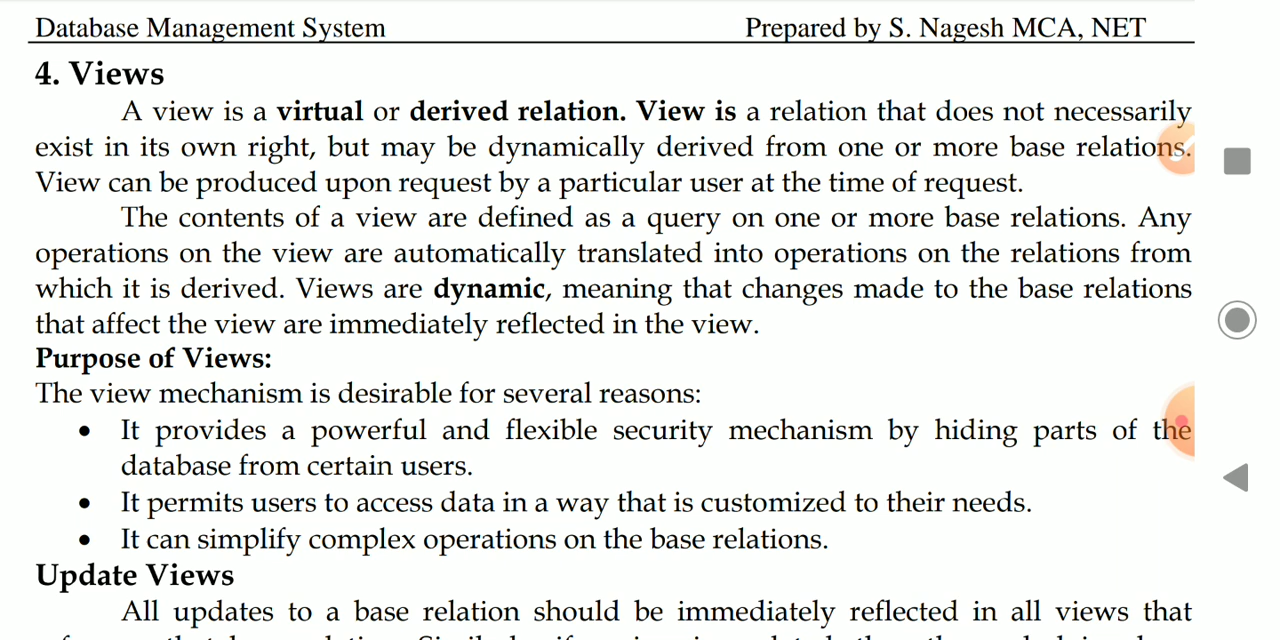 Database Management System Prepared by S. Nagesh MCA, NET
4. Views
A view is a virtual or derived relation. View is a relation that does not necessarily
exist in its own right, but may be dynamically derived from one or more base relations.
View can be produced upon request by a particular user at the time of request.
The contents of a view are defined as a query on one or more base relations. Any
operations on the view are automatically translated into operations on the relations from
which it is derived. Views are dynamic, meaning that changes made to the base relations
that affect the view are immediately reflected in the view.
Purpose of Views:
The view mechanism is desirable for several reasons:
• It provides a powerful and flexible security mechanism by hiding parts of the
database from certain users.
• It permits users to access data in a way that is customized to their needs.
• It can simplify complex operations on the base relations.
Update Views
All updates to a base relation should be immediately reflected in all views that